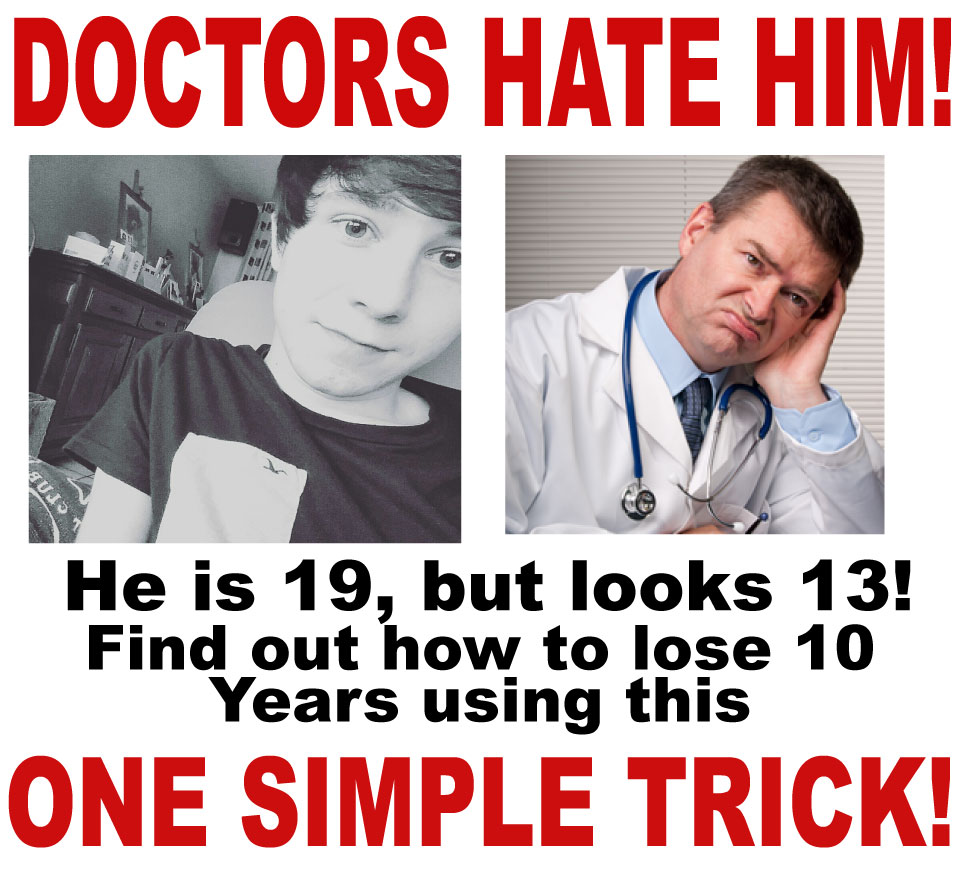 DOCTORS HATE HIM!
He is 19, but looks 13!
Find out how to lose 10
Years using this
ONE SIMPLE TRICK!